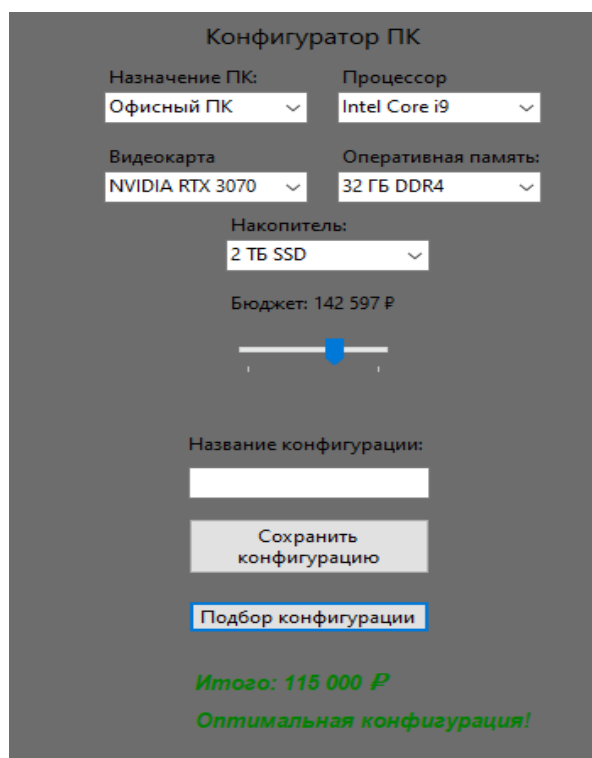 Конфигуратор ПК
Назначение ПК: Процессор
Офисный ПК Intel Core i9
Видеокарта Оперативная память:
NVIDIA RTX 3070 32 ГБ DDR4
Накопитель:
2 ТБ SSD
Бюджет: 142 597 ₽
Название конфигурации:
Сохранить
конфигурацию
Подбор конфигурации
Итого: 115 000 ₽
Оптимальная конфигурация!